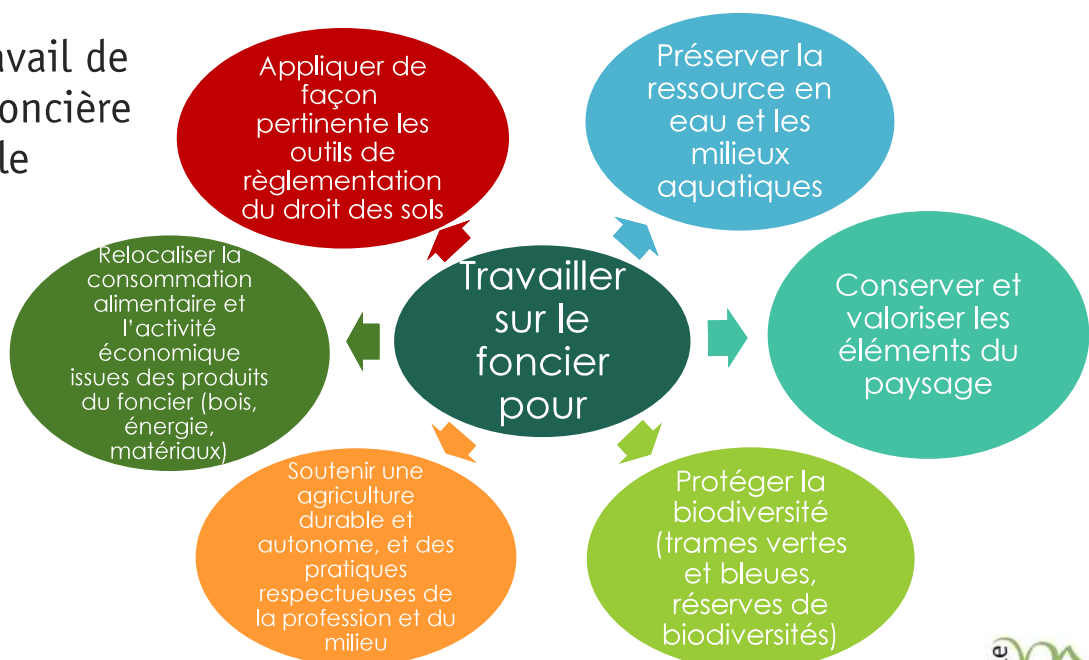 avail de
oncière
le
Appliquer de
façon
pertinente les
outils de
règlementation
du droit des sols
Préserver la
ressource en
eau et les
milieux
aquatiques
Relocaliser la
consommation
alimentaire et
l'activité
économique
issues des produits
du foncier (bois,
énergie,
matériaux)
Travailler
sur le
foncier
pour
Conserver et
valoriser les
éléments du
paysage
Soutenir une
agriculture
durable et
autonome, et des
pratiques
respectueuses de
la profession et du
milieu
Protéger la
biodiversité
(trames vertes
et bleues,
réserves de
biodiversités)